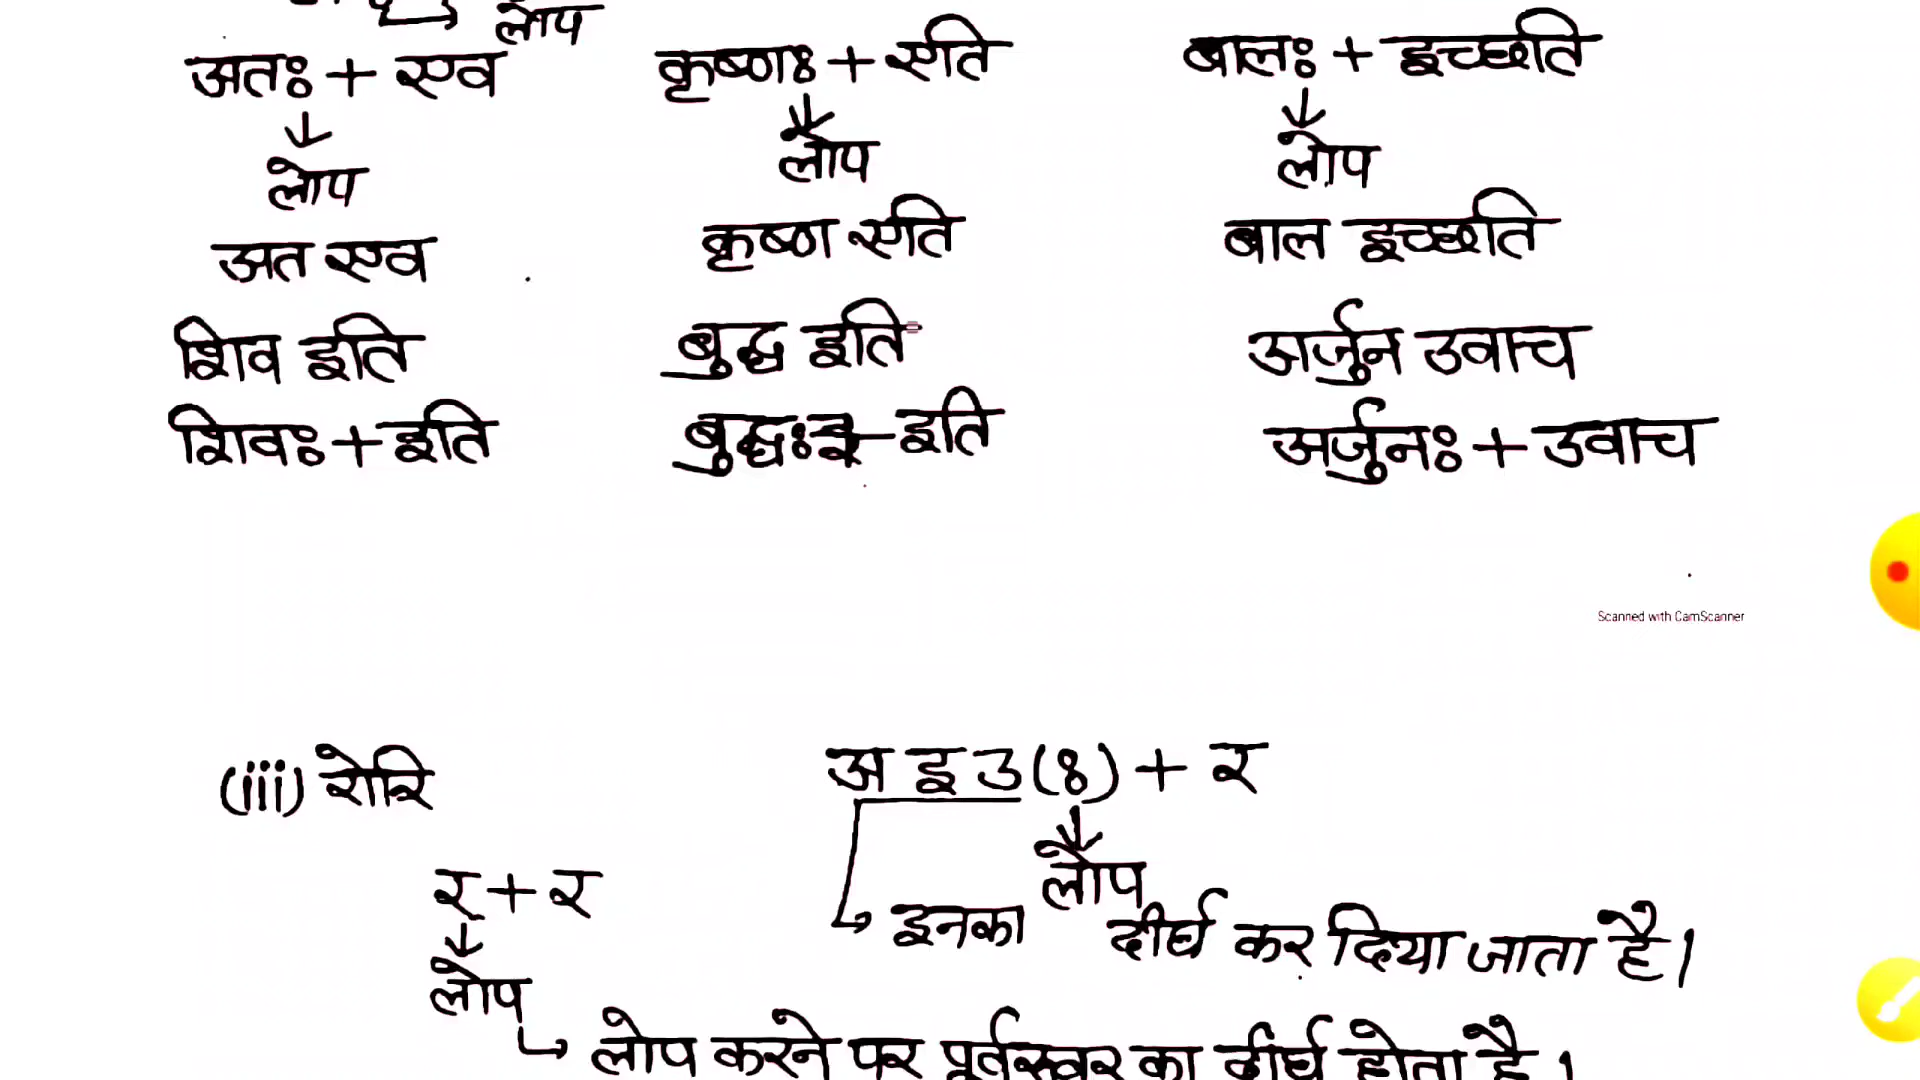 लोप
अतः + एव कृष्णः + एति बालः + इच्छति
लोप लोप लोप
अत एव कृष्ण एति बाल इच्छति
शिव इति बुद्ध इति अर्जुन उवाच
शिवः + इति बुद्धः + इति अर्जुनः + उवाच
Scanned with CamScanner
(iii) रोरि अ इ उ (ः) + र
लोप
र् + र इनका दीर्घ कर दिया जाता है।
लोप
लोप करने पर पूर्वस्वर का दीर्घ होता है।